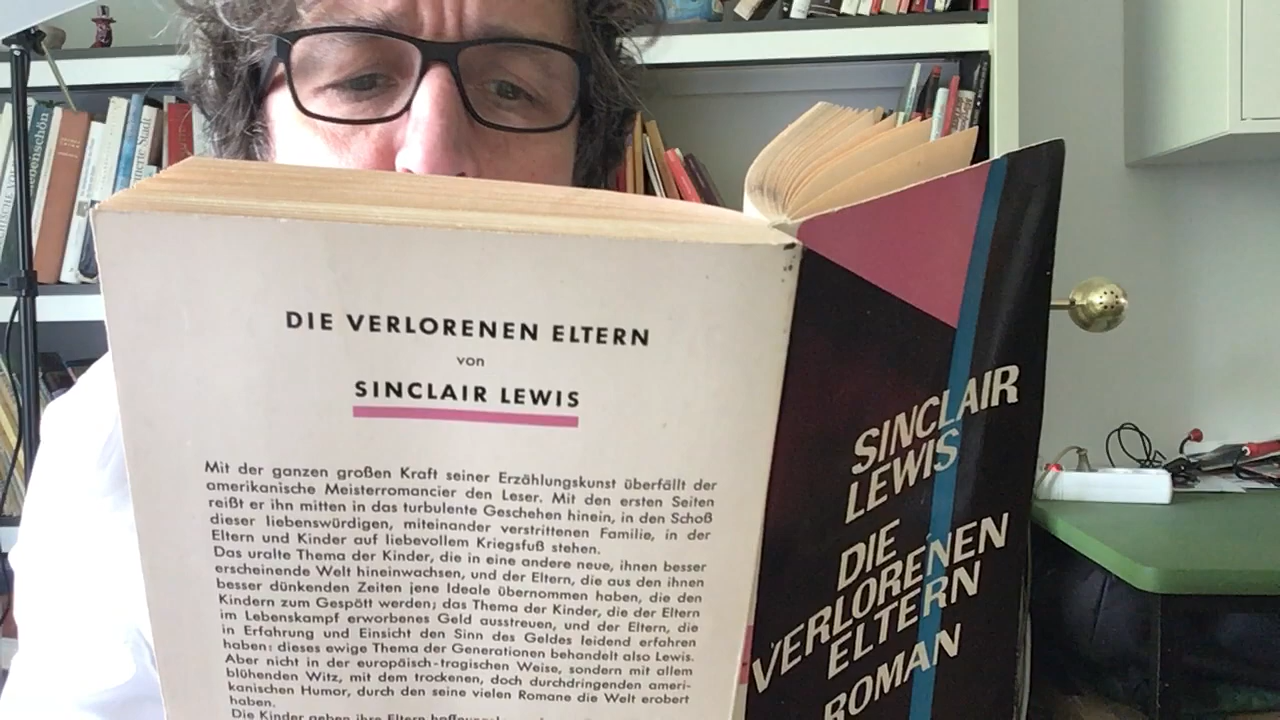 DIE VERLORENEN ELTERN
von
SINCLAIR LEWIS
Mit der ganzen großen Kraft seiner Erzählungskunst überfällt der
amerikanische Meisterromancier den Leser. Mit den ersten Seiten
reißt er ihn mitten in das turbulente Geschehen hinein, in den Schoß
dieser liebenswürdigen, miteinander verstrittenen Familie, in der
Eltern und Kinder auf liebevollem Kriegsfuß stehen.
Das uralte Thema der Kinder, die in eine andere neue, ihnen besser
erscheinende Welt hineinwachsen, und der Eltern, die aus den ihnen
besser dünkenden Zeiten jene Ideale übernommen haben, die den
Kindern zum Gespött werden; das Thema der Kinder, die der Eltern
im Lebenskampf erworbenes Geld ausstreuen, und der Eltern, die
in Erfahrung und Einsicht den Sinn des Geldes leidend erfahren
haben: dieses ewige Thema der Generationen behandelt also Lewis.
Aber nicht in der europäisch-tragischen Weise, sondern mit allem
blühenden Witz, mit dem trockenen, doch durchdringenden ameri-
kanischen Humor, durch den seine vielen Romane die Welt erobert
haben.
Die Kinder geben ihre Eltern
SINCLAIR
LEWIS
DIE
VERLORENEN
ELTERN
ROMAN